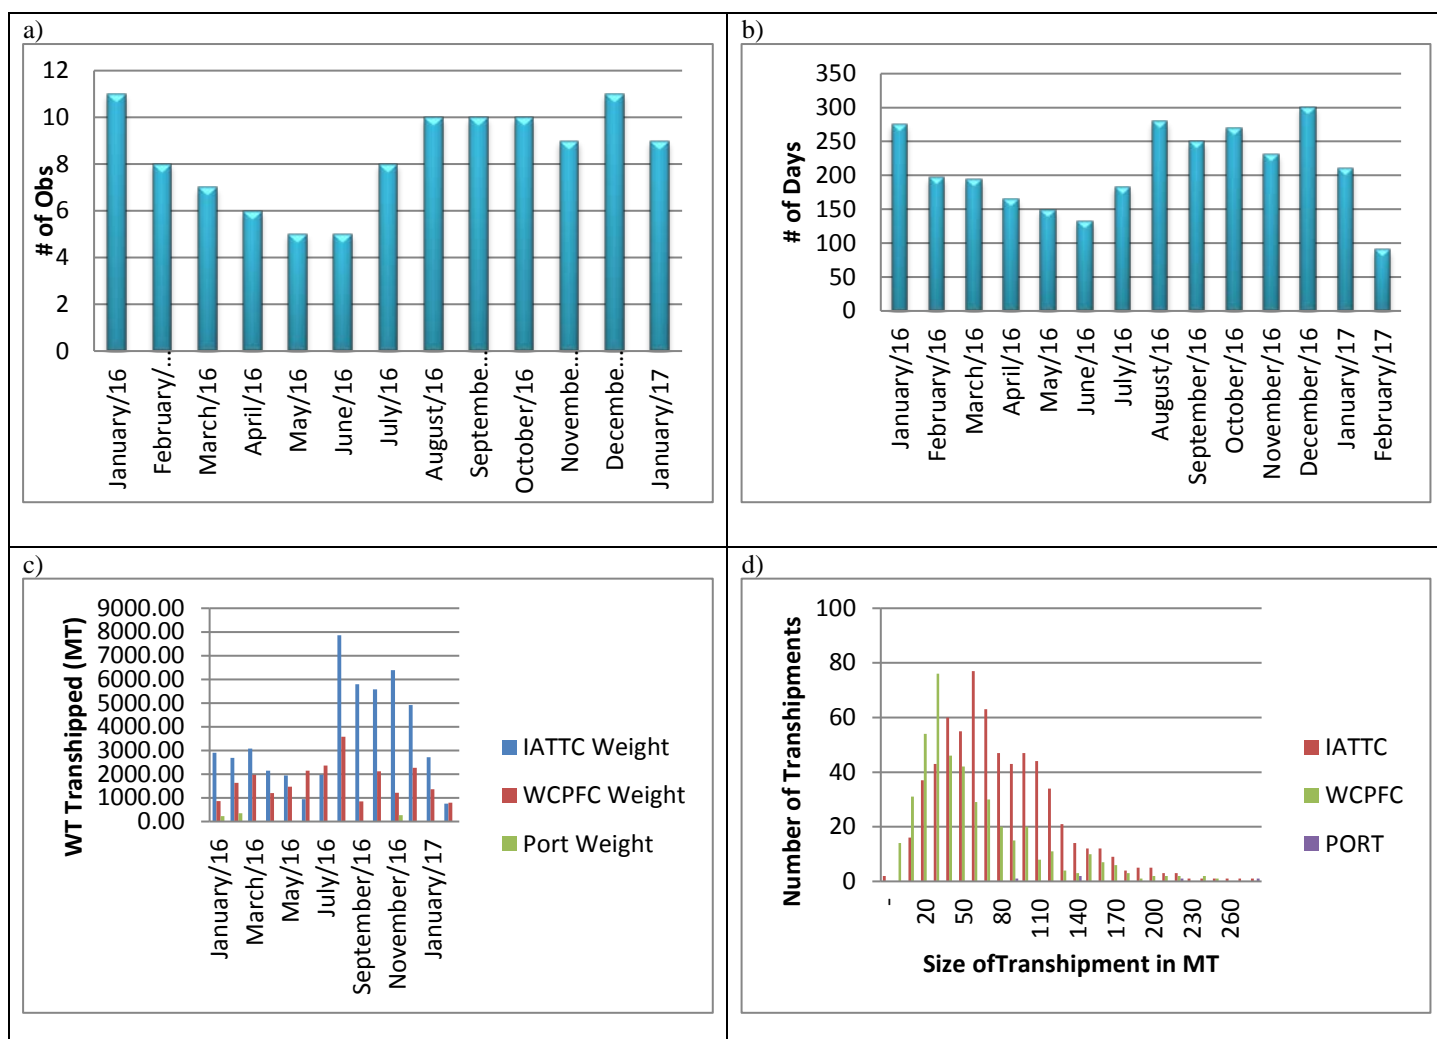 a)
12
10
8
6
4
2
0
# of Obs
January/16
February/...
March/16
April/16
May/16
June/16
July/16
August/16
Septembe...
October/16
Novembe...
Decembe...
January/17
b)
350
300
250
200
150
100
50
0
# of Days
January/16
February/16
March/16
April/16
May/16
June/16
July/16
August/16
September/16
October/16
November/16
December/16
January/17
February/17
c)
9000.00
8000.00
7000.00
6000.00
5000.00
4000.00
3000.00
2000.00
1000.00
0.00
WT Transhipped (MT)
January/16
March/16
May/16
July/16
September/16
November/16
January/17
IATTC Weight
WCPFC Weight
Port Weight
d)
100
80
60
40
20
0
Number of Transhipments
-
20
50
80
110
140
170
200
230
260
Size ofTranshipment in MT
IATTC
WCPFC
PORT